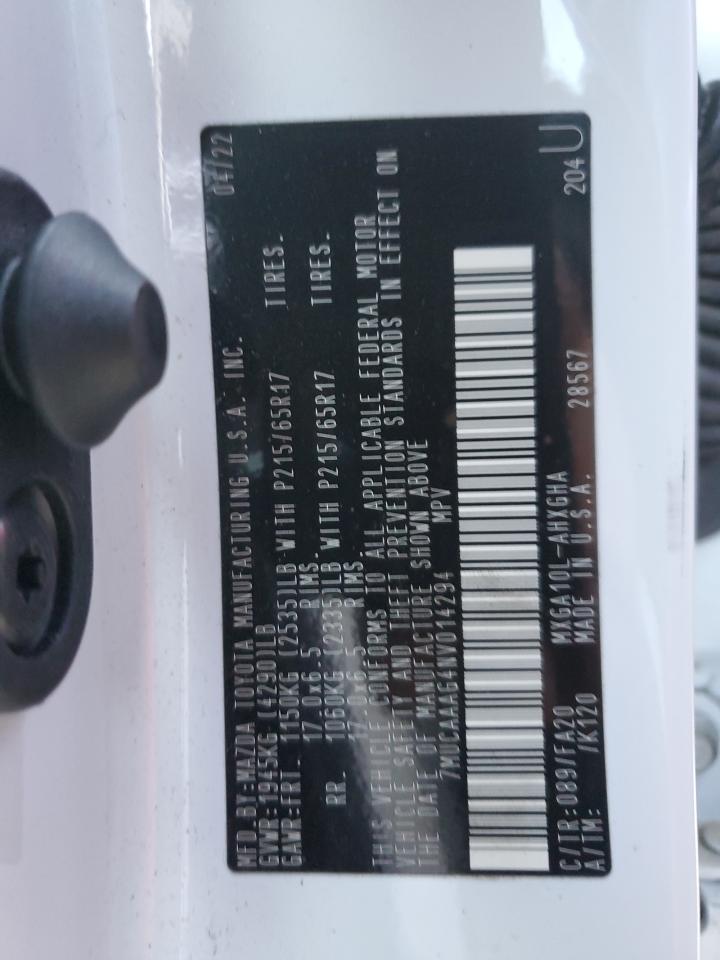 MFD.BY:MAZDA TOYOTA MANUFACTURING U.S.A. INC. 04/22
GVWR:1945KG (4290)LB
GAWR:FRT. 1150KG (2535)LB WITH P215/65R17 TIRES.
17.0x6.5 RIMS.
RR. 1060KG (2335)LB WITH P215/65R17 TIRES.
17.0x6.5 RIMS.
THIS VEHICLE CONFORMS TO ALL APPLICABLE FEDERAL MOTOR
VEHICLE SAFETY AND THEFT PREVENTION STANDARDS IN EFFECT ON
THE DATE OF MANUFACTURE SHOWN ABOVE
7MUCAAAG4NV014294 MPV
C/TR:089/FA20 MXGA10L-AHXGHA 204U
A/TM: /K120 MADE IN U.S.A. 28567